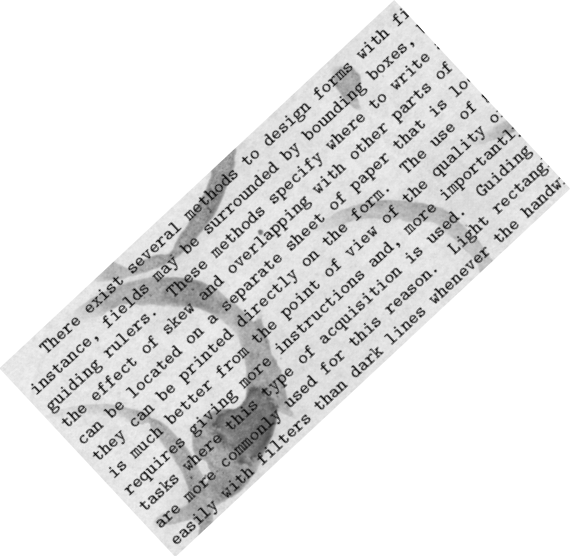 There exist several methods to design forms with fi
instance, fields may be surrounded by bounding boxes,
guiding rulers. These methods specify where to write
the effect of skew and overlapping with other parts of
can be located on a separate sheet of paper that is lo
they can be printed directly on the form. The use of
is much better from the point of view of the quality o
requires giving more instructions and, more importantl
tasks where this type of acquisition is used. Guiding
are more commonly used for this reason. Light rectang
easily with filters than dark lines whenever the handw